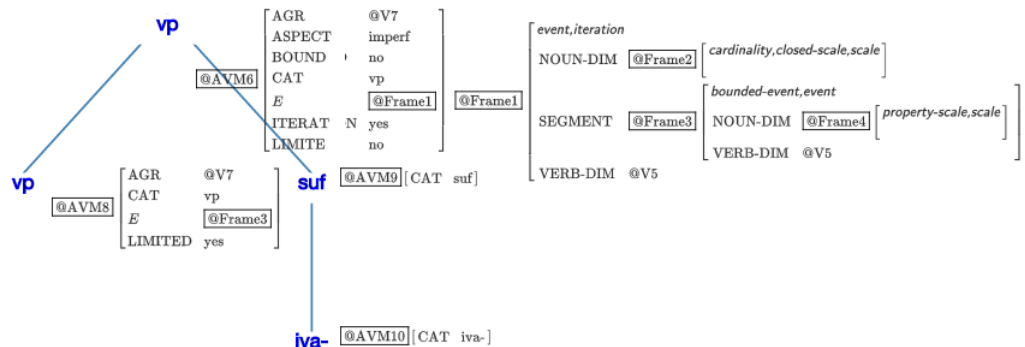 vp
@AVM6
AGR @V7
ASPECT imperf
BOUND no
CAT vp
E @Frame1
ITERAT N yes
LIMITE no
@Frame1
event,iteration
NOUN-DIM @Frame2 cardinality,closed-scale,scale
SEGMENT @Frame3 bounded-event,event
NOUN-DIM @Frame4 property-scale,scale
VERB-DIM @V5
VERB-DIM @V5
vp
@AVM8
AGR @V7
CAT vp
E @Frame3
LIMITED yes
suf @AVM9 [CAT suf]
iva- @AVM10 [CAT iva-]